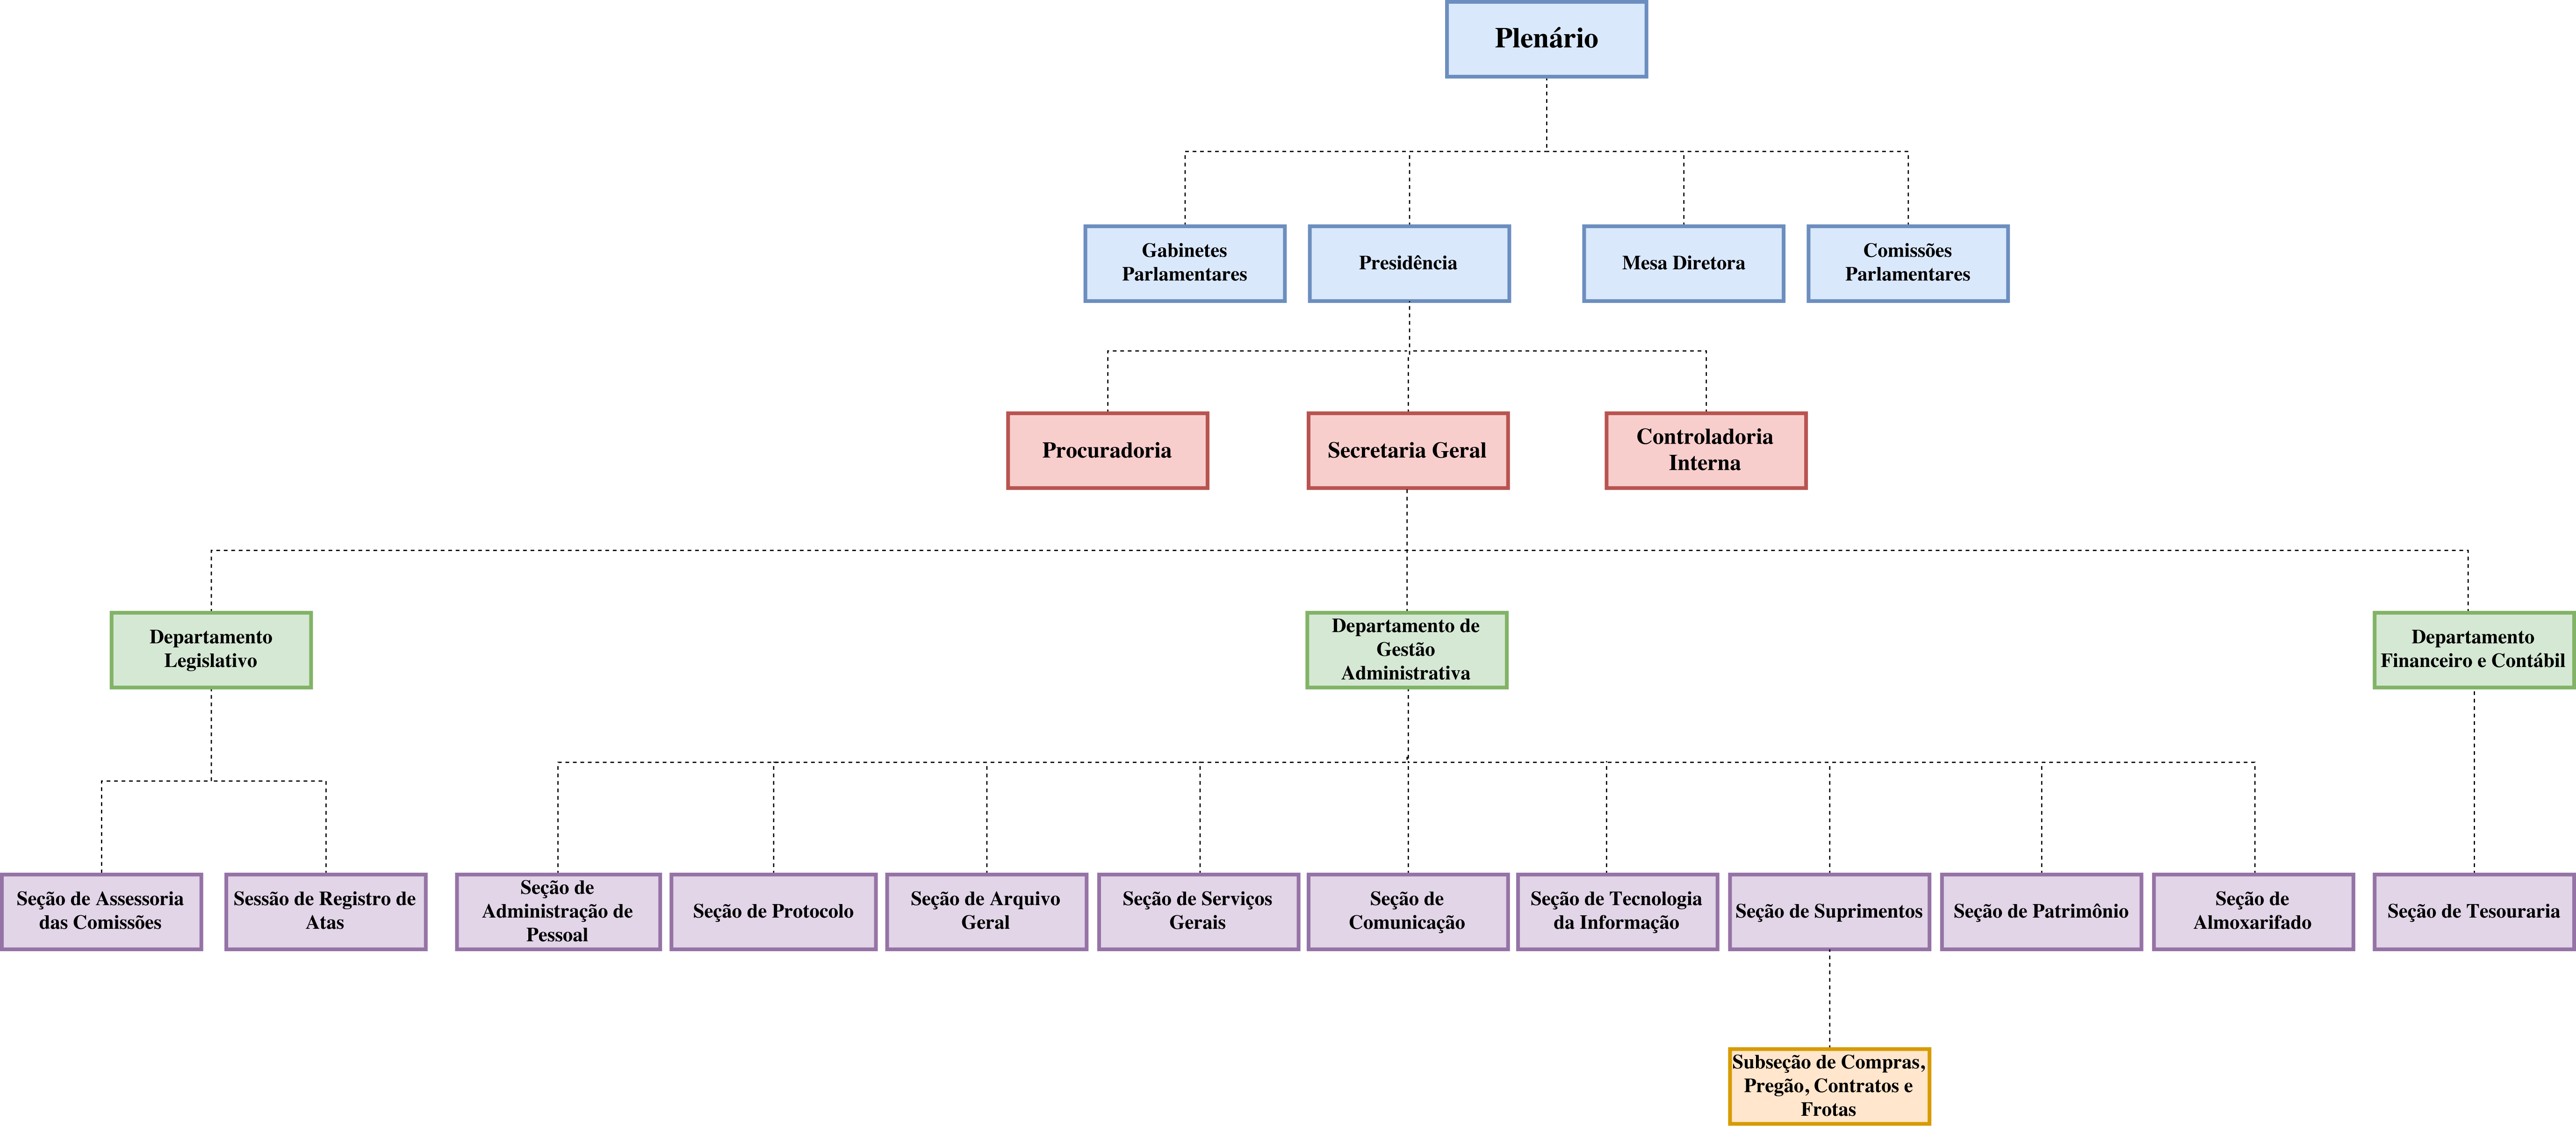 Plenário
Gabinetes
Parlamentares
Presidência
Mesa Diretora
Comissões
Parlamentares
Procuradoria
Secretaria Geral
Controladoria
Interna
Departamento
Legislativo
Departamento de
Gestão
Administrativa
Departamento
Financeiro e Contábil
Seção de Assessoria
das Comissões
Sessão de Registro de
Atas
Seção de
Administração de
Pessoal
Seção de Protocolo
Seção de Arquivo
Geral
Seção de Serviços
Gerais
Seção de
Comunicação
Seção de Tecnologia
da Informação
Seção de Suprimentos
Seção de Patrimônio
Seção de
Almoxarifado
Seção de Tesouraria
Subseção de Compras,
Pregão, Contratos e
Frotas